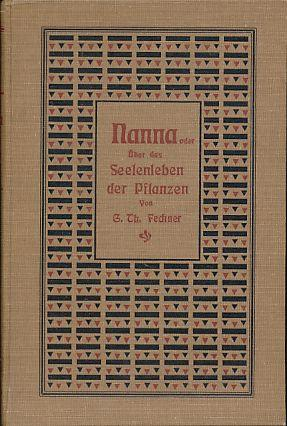 Nanna oder
Über das
Seelenleben
der Pflanzen
Von
G. Th. Fechner